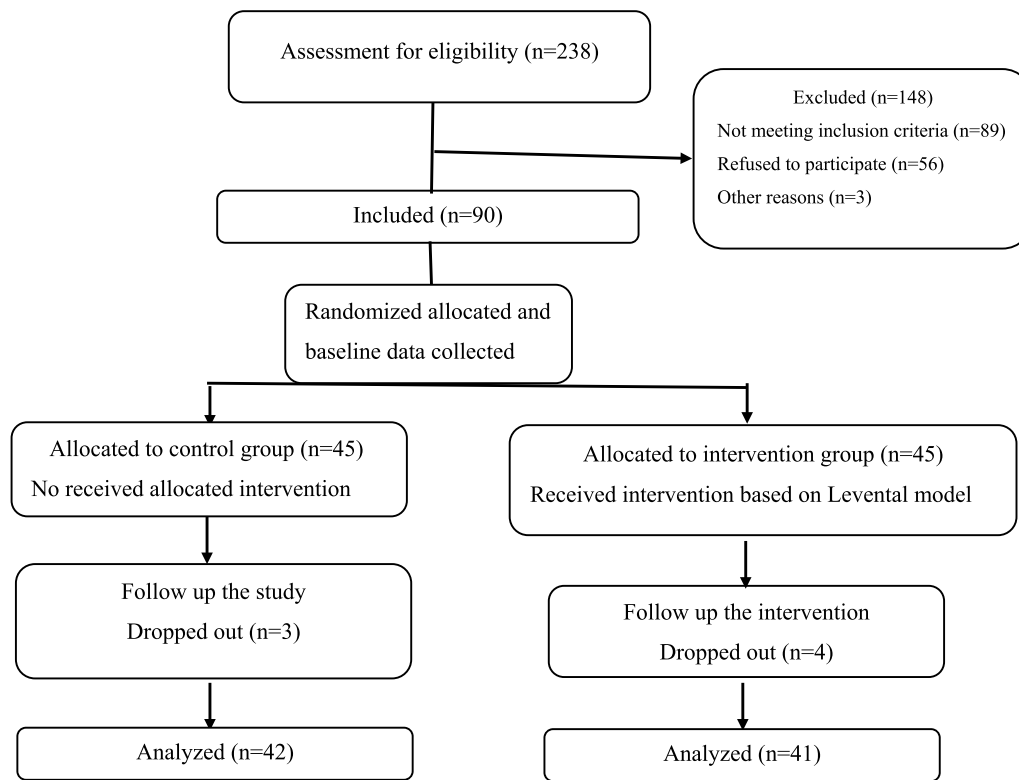 Assessment for eligibility (n=238)
Excluded (n=148)
Not meeting inclusion criteria (n=89)
Refused to participate (n=56)
Other reasons (n=3)
Included (n=90)
Randomized allocated and
baseline data collected
Allocated to control group (n=45)
No received allocated intervention
Allocated to intervention group (n=45)
Received intervention based on Levental model
Follow up the study
Dropped out (n=3)
Follow up the intervention
Dropped out (n=4)
Analyzed (n=42)
Analyzed (n=41)